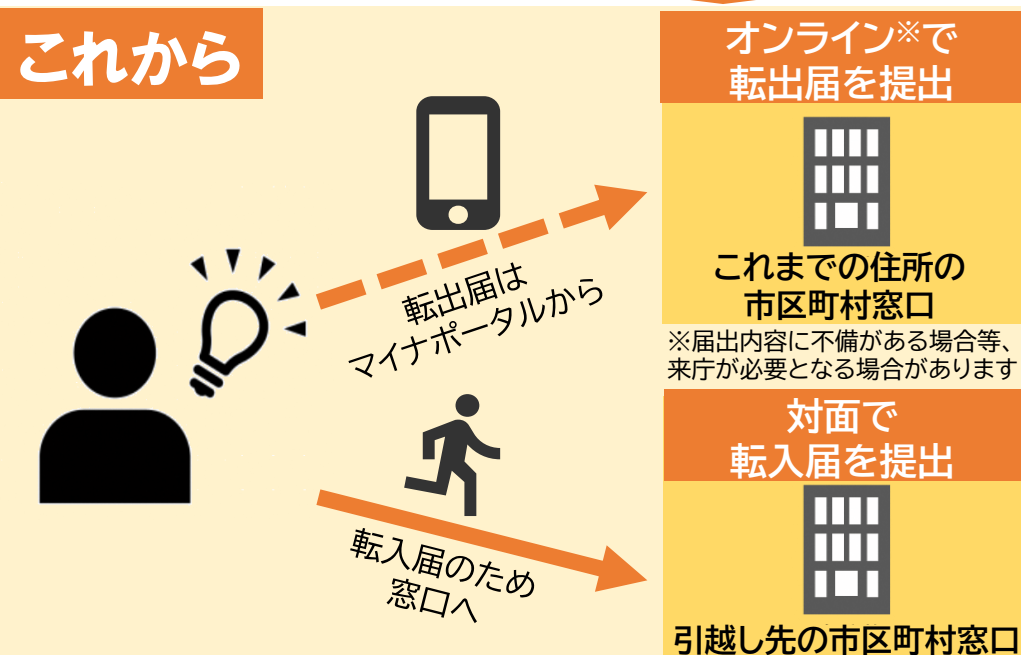 これから
オンライン※で
転出届を提出
転出届は
マイナポータルから
これまでの住所の
市区町村窓口
※届出内容に不備がある場合等、
来庁が必要となる場合があります
対面で
転入届を提出
転入届のため
窓口へ
引越し先の市区町村窓口